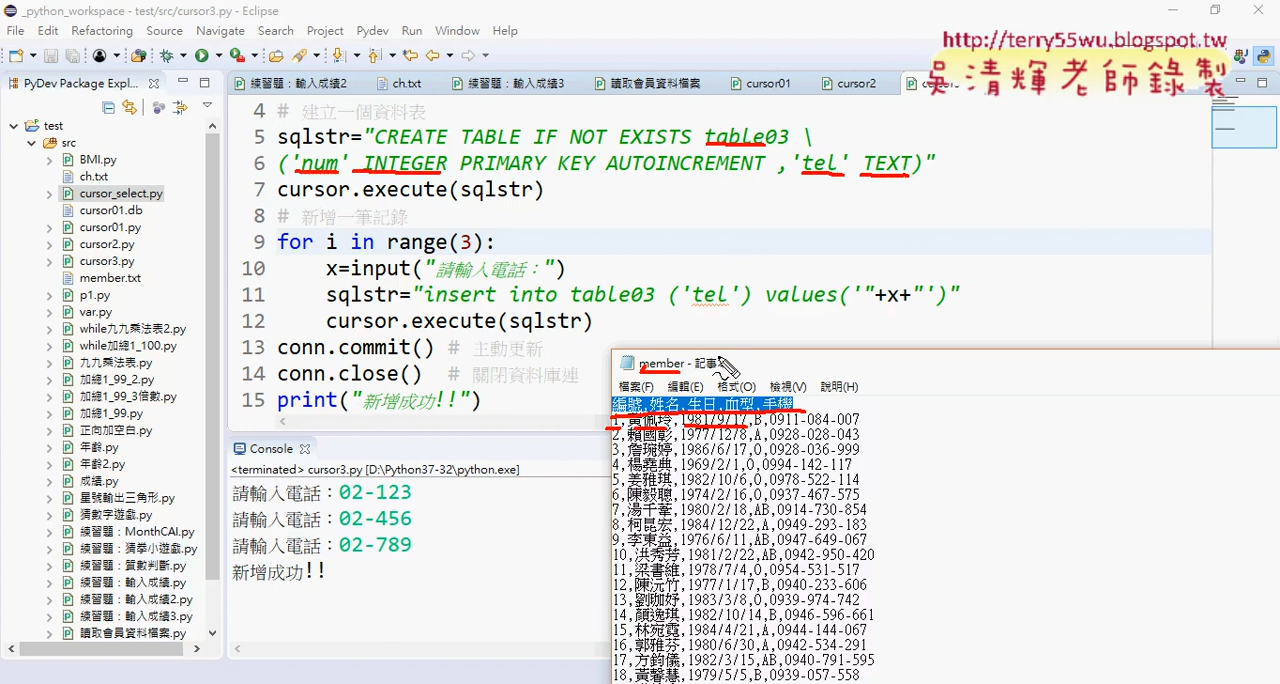 _python_workspace - test/src/cursor3.py - Eclipse
File Edit Refactoring Source Navigate Search Project Pydev Run Window Help
http://terry55wu.blogspot.tw
吳清輝老師錄製
PyDev Package Expl...
練習題：輸入成績2
ch.txt
練習題：輸入成績3
讀取會員資料檔案
cursor01
cursor2
test
src
BMI.py
ch.txt
cursor_select.py
cursor01.db
cursor01.py
cursor2.py
cursor3.py
member.txt
p1.py
var.py
while九九乘法表2.py
while加總1_100.py
九九乘法表.py
加總1_99_2.py
加總1_99_3倍數.py
加總1_99.py
正向加空白.py
年齡.py
年齡2.py
成績.py
星號輸出三角形.py
猜數字遊戲.py
練習題：MonthCAI.py
練習題：猜拳小遊戲.py
練習題：質數判斷.py
練習題：輸入成績.py
練習題：輸入成績2.py
練習題：輸入成績3.py
讀取會員資料檔案.py
4 # 建立一個資料表
5 sqlstr="CREATE TABLE IF NOT EXISTS table03 \
6 ('num' INTEGER PRIMARY KEY AUTOINCREMENT ,'tel' TEXT)"
7 cursor.execute(sqlstr)
8 # 新增一筆記錄
9 for i in range(3):
10 x=input("請輸入電話：")
11 sqlstr="insert into table03 ('tel') values('"+x+"')"
12 cursor.execute(sqlstr)
13 conn.commit() # 主動更新
14 conn.close() # 關閉資料庫連
15 print("新增成功!!")
Console
<terminated> cursor3.py [D:\Python37-32\python.exe]
請輸入電話：02-123
請輸入電話：02-456
請輸入電話：02-789
新增成功!!
member - 記事
檔案(F) 編輯(E) 格式(O) 檢視(V) 說明(H)
編號,姓名,生日,血型,手機
1,黃佩玲,1981/9/17,B,0911-084-007
2,賴國彰,1977/12/8,A,0928-028-043
3,詹琬婷,1986/6/17,O,0928-036-999
4,楊堯典,1969/2/1,O,0994-142-117
5,姜雅琪,1982/10/6,O,0978-522-114
6,陳毅聰,1974/2/16,O,0937-467-575
7,湯千葦,1980/2/18,AB,0914-730-854
8,柯昆宏,1984/12/22,A,0949-293-183
9,李東益,1976/6/11,AB,0947-649-067
10,洪秀芳,1981/2/22,AB,0942-950-420
11,梁書維,1978/7/4,O,0954-531-517
12,陳沅竹,1977/1/17,B,0940-233-606
13,劉珈妤,1983/3/8,O,0939-974-742
14,顏逸琪,1982/10/14,B,0946-596-661
15,林宛霓,1984/4/21,A,0944-144-067
16,郭雅芬,1980/6/30,A,0942-534-291
17,方鈞儀,1982/3/15,AB,0940-791-595
18,黃馨慧,1979/5/5,B,0939-057-558